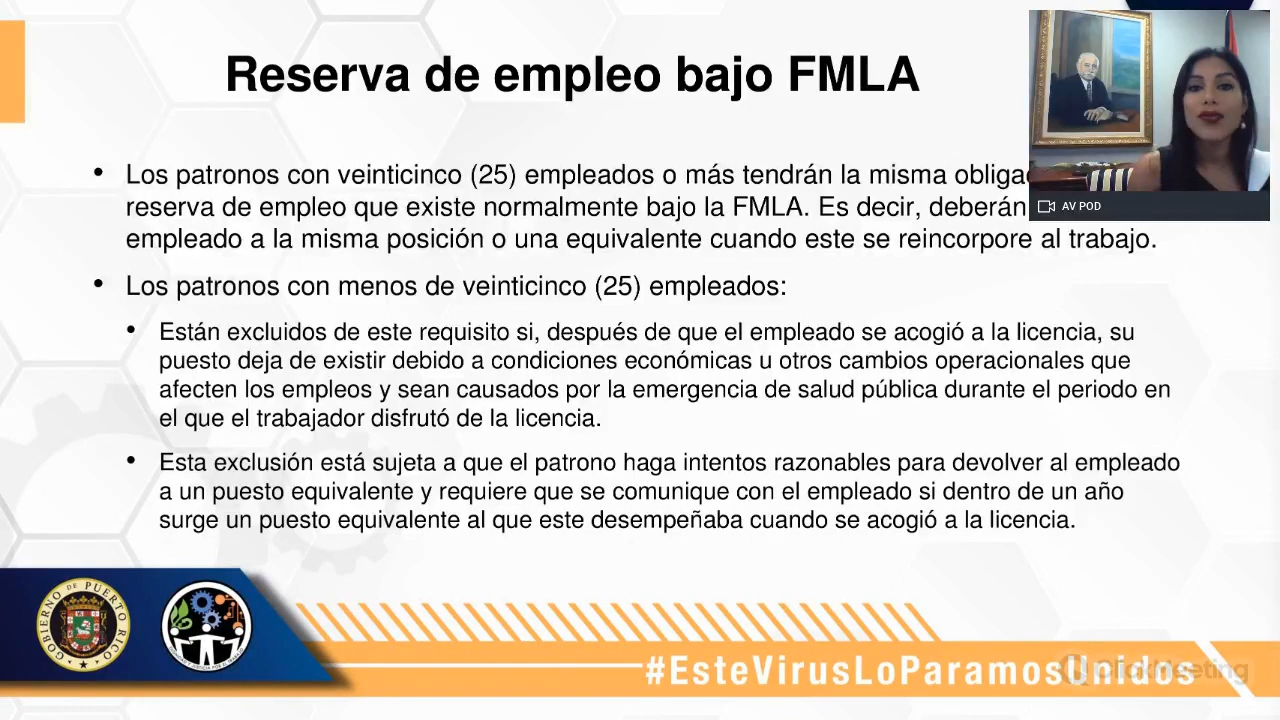 Reserva de empleo bajo FMLA
• Los patronos con veinticinco (25) empleados o más tendrán la misma
reserva de empleo que existe normalmente bajo la FMLA. Es decir, deberán
empleado a la misma posición o una equivalente cuando este se reincorpore al trabajo.
AV POD
• Los patronos con menos de veinticinco (25) empleados:
• Están excluidos de este requisito si, después de que el empleado se acogió a la licencia, su
puesto deja de existir debido a condiciones económicas u otros cambios operacionales que
afecten los empleos y sean causados por la emergencia de salud pública durante el periodo en
el que el trabajador disfrutó de la licencia.
• Esta exclusión está sujeta a que el patrono haga intentos razonables para devolver al empleado
a un puesto equivalente y requiere que se comunique con el empleado si dentro de un año
surge un puesto equivalente al que este desempeñaba cuando se acogió a la licencia.
GOBIERNO DE PUERTO RICO
#EsteVirusLoParamosUnidos
ClickMeeting